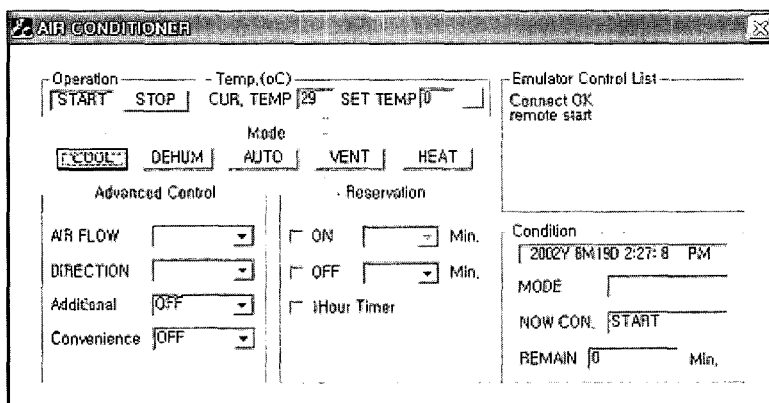 AIR CONDITIONER
Operation
Temp,(oC)
START STOP CUR, TEMP 29 SET TEMP 0
Mode
COOL DEHUM AUTO VENT HEAT
Advanced Control
AIR FLOW
DIRECTION
Additional OFF
Convenience OFF
Reservation
ON Min.
OFF Min.
1Hour Timer
Emulator Control List
Connect OK
remote start
Condition
2002Y 8M19D 2:27: 8 PM
MODE
NOW CON. START
REMAIN 0 Min,